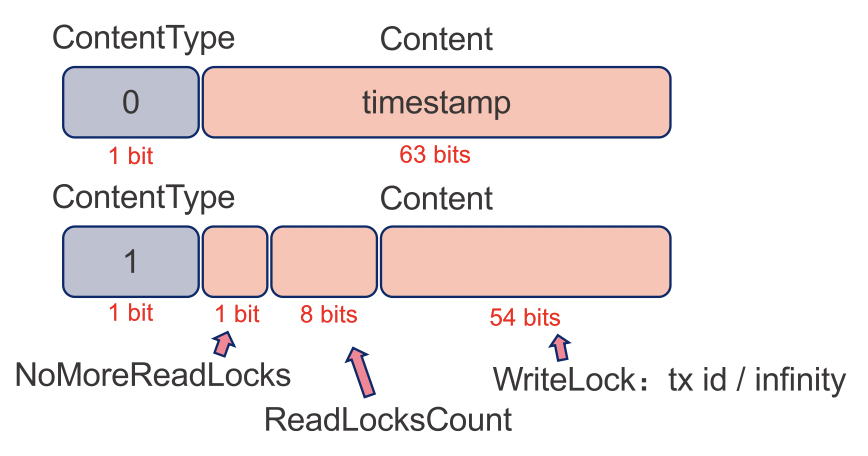 ContentType Content
0 timestamp
1 bit 63 bits
ContentType Content
1
1 bit 1 bit 8 bits 54 bits
NoMoreReadLocks WriteLock：tx id / infinity
ReadLocksCount